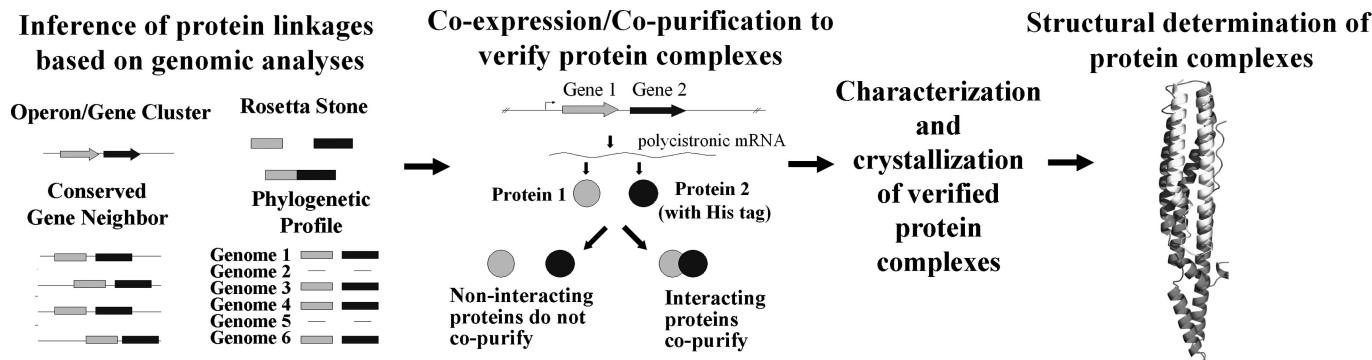 Inference of protein linkages
based on genomic analyses
Operon/Gene Cluster
Conserved
Gene Neighbor
Rosetta Stone
Phylogenetic
Profile
Genome 1
Genome 2
Genome 3
Genome 4
Genome 5
Genome 6
Co-expression/Co-purification to
verify protein complexes
Gene 1 Gene 2
polycistronic mRNA
Protein 1
Protein 2
(with His tag)
Non-interacting
proteins do not
co-purify
Interacting
proteins
co-purify
Characterization
and
crystallization
of verified
protein
complexes
Structural determination of
protein complexes